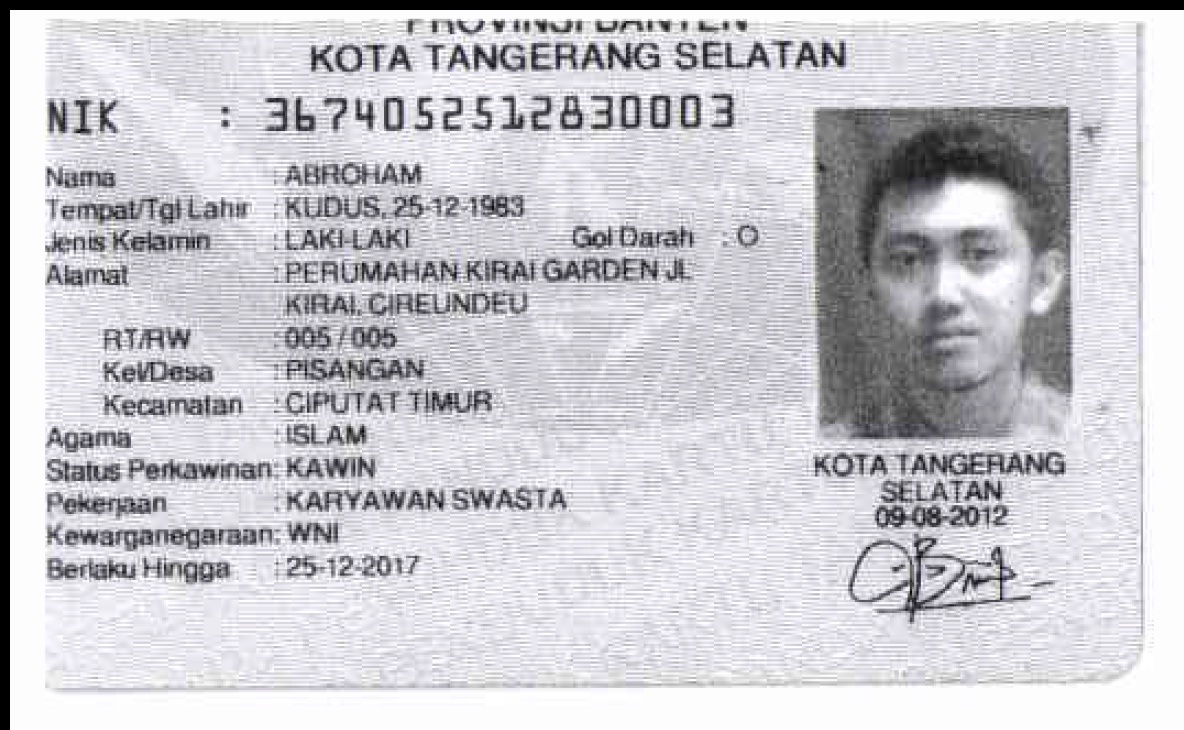 PROVINSI BANTEN
KOTA TANGERANG SELATAN
NIK : 3674052512830003
Nama : ABROHAM
Tempat/Tgl Lahir : KUDUS, 25-12-1983
Jenis Kelamin : LAKI-LAKI Gol Darah : O
Alamat : PERUMAHAN KIRAI GARDEN JL.
KIRAI, CIREUNDEU
RT/RW : 005 / 005
Kel/Desa : PISANGAN
Kecamatan : CIPUTAT TIMUR
Agama : ISLAM
Status Perkawinan: KAWIN
Pekerjaan : KARYAWAN SWASTA
Kewarganegaraan: WNI
Berlaku Hingga : 25-12-2017
KOTA TANGERANG
SELATAN
09-08-2012